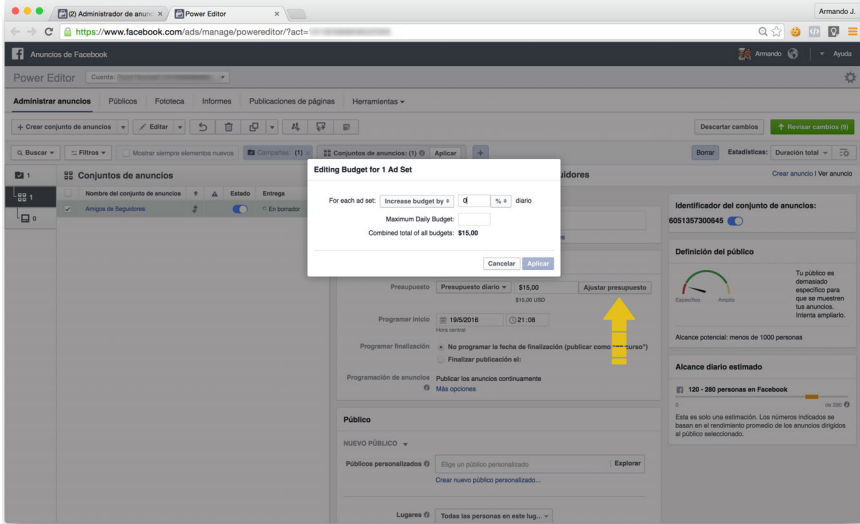 (2) Administrador de anunc
Power Editor
Armando J.
https://www.facebook.com/ads/manage/powereditor/?act=
Anuncios de Facebook
Armando
Ayuda
Power Editor
Cuenta:
Administrar anuncios
Públicos
Fototeca
Informes
Publicaciones de páginas
Herramientas
+ Crear conjunto de anuncios
Editar
Descartar cambios
Revisar cambios (9)
Buscar
Filtros
Mostrar siempre elementos nuevos
Campañas: (1)
Conjuntos de anuncios: (1)
Aplicar
+
Borrar
Estadísticas:
Duración total
1
Conjuntos de anuncios
Crear anuncio | Ver anuncio
1
Nombre del conjunto de anuncios
Estado
Entrega
0
Amigos de Seguidores
En borrador
Editing Budget for 1 Ad Set
For each ad set:
Increase budget by
0
%
diario
Maximum Daily Budget:
Combined total of all budgets: $15,00
Cancelar
Aplicar
Presupuesto
Presupuesto diario
$15,00
Ajustar presupuesto
$15,00 USD
Programar inicio
19/5/2016
21:08
Hora central
Programar finalización
No programar la fecha de finalización (publicar como
curso")
Finalizar publicación el:
Programación de anuncios
Publicar los anuncios continuamente
Más opciones
Público
NUEVO PÚBLICO
Públicos personalizados
Elige un público personalizado
Explorar
Crear nuevo público personalizado...
Lugares
Todas las personas en este lug...
Identificador del conjunto de anuncios:
6051357300645
Definición del público
Específico
Amplio
Tu público es
demasiado
específico para
que se muestren
tus anuncios.
Intenta ampliarlo.
Alcance potencial: menos de 1000 personas
Alcance diario estimado
120 - 280 personas en Facebook
0
de 280
Esta es solo una estimación. Los números indicados se
basan en el rendimiento promedio de los anuncios dirigidos
al público seleccionado.